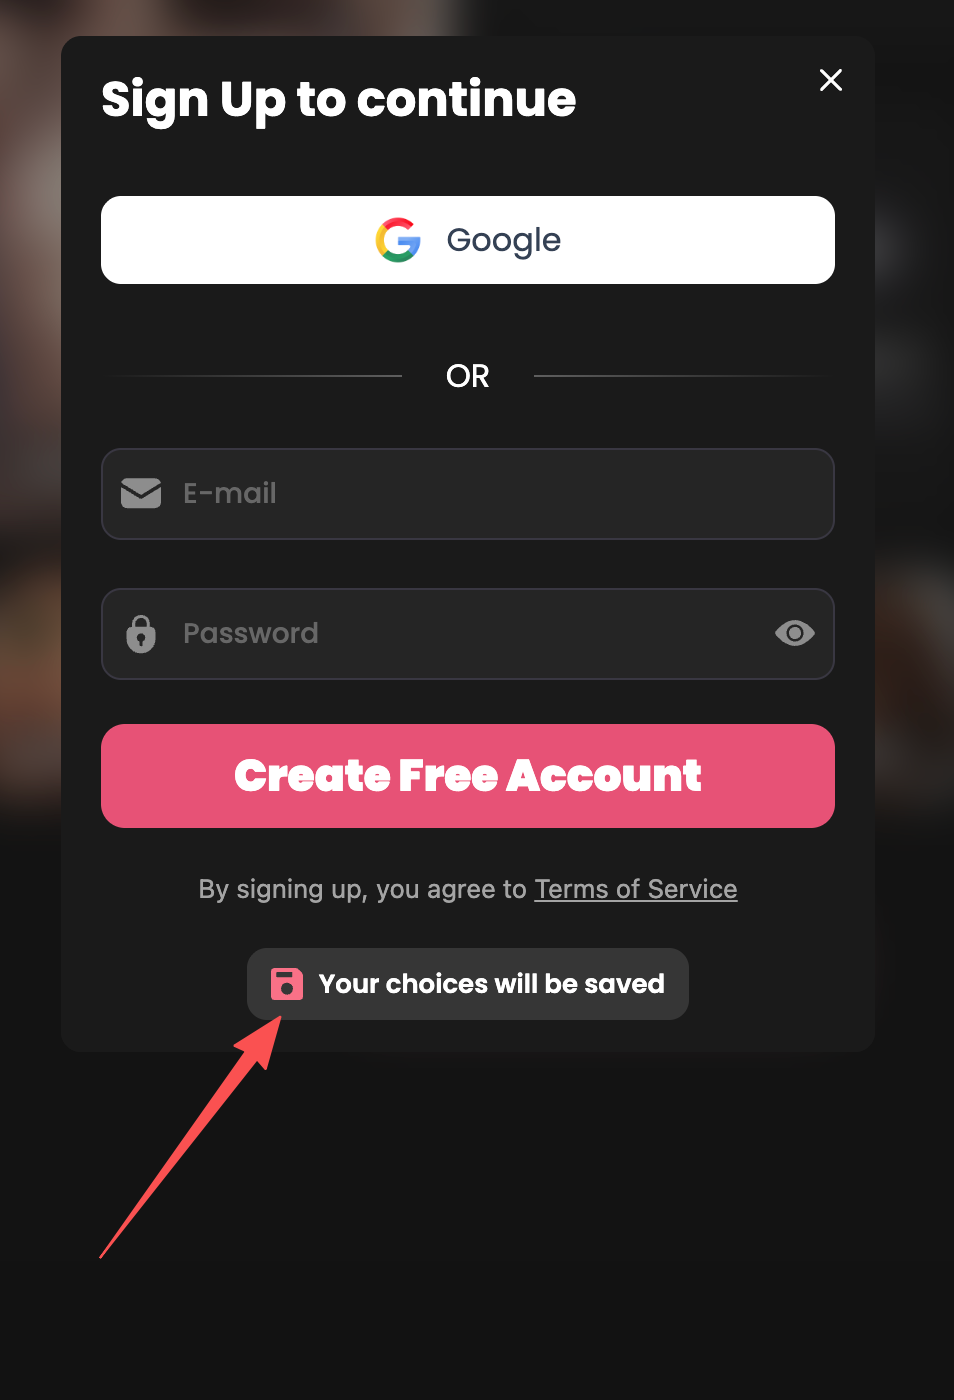 Sign Up to continue
Google
OR
E-mail
Password
Create Free Account
By signing up, you agree to Terms of Service
Your choices will be saved